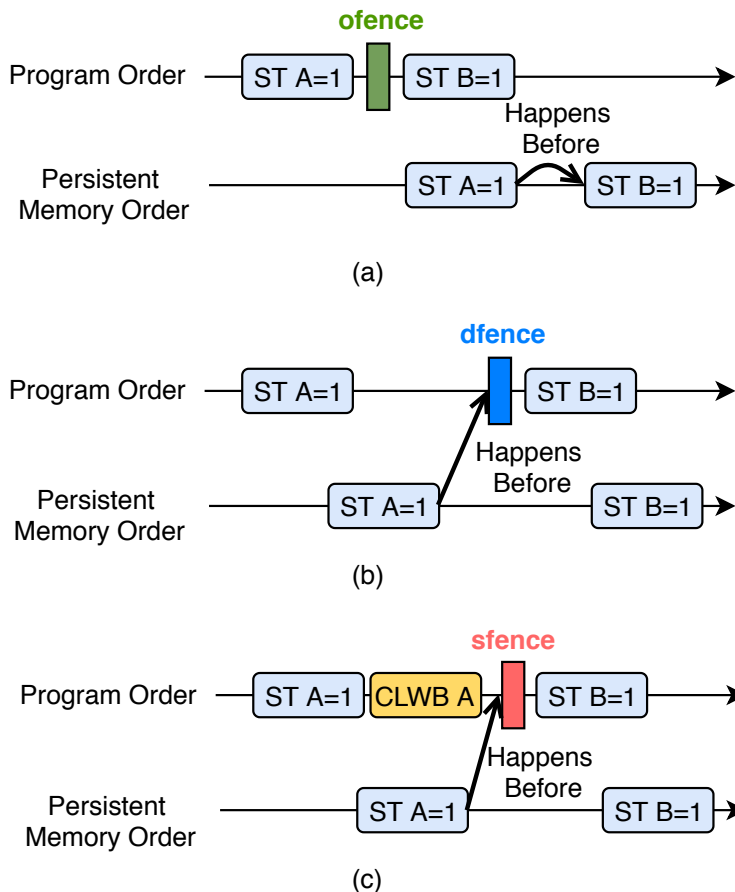 ofence
Program Order
ST A=1
ST B=1
Happens
Before
Persistent
Memory Order
ST A=1
ST B=1
(a)
dfence
Program Order
ST A=1
ST B=1
Happens
Before
Persistent
Memory Order
ST A=1
ST B=1
(b)
sfence
Program Order
ST A=1
CLWB A
ST B=1
Happens
Before
Persistent
Memory Order
ST A=1
ST B=1
(c)